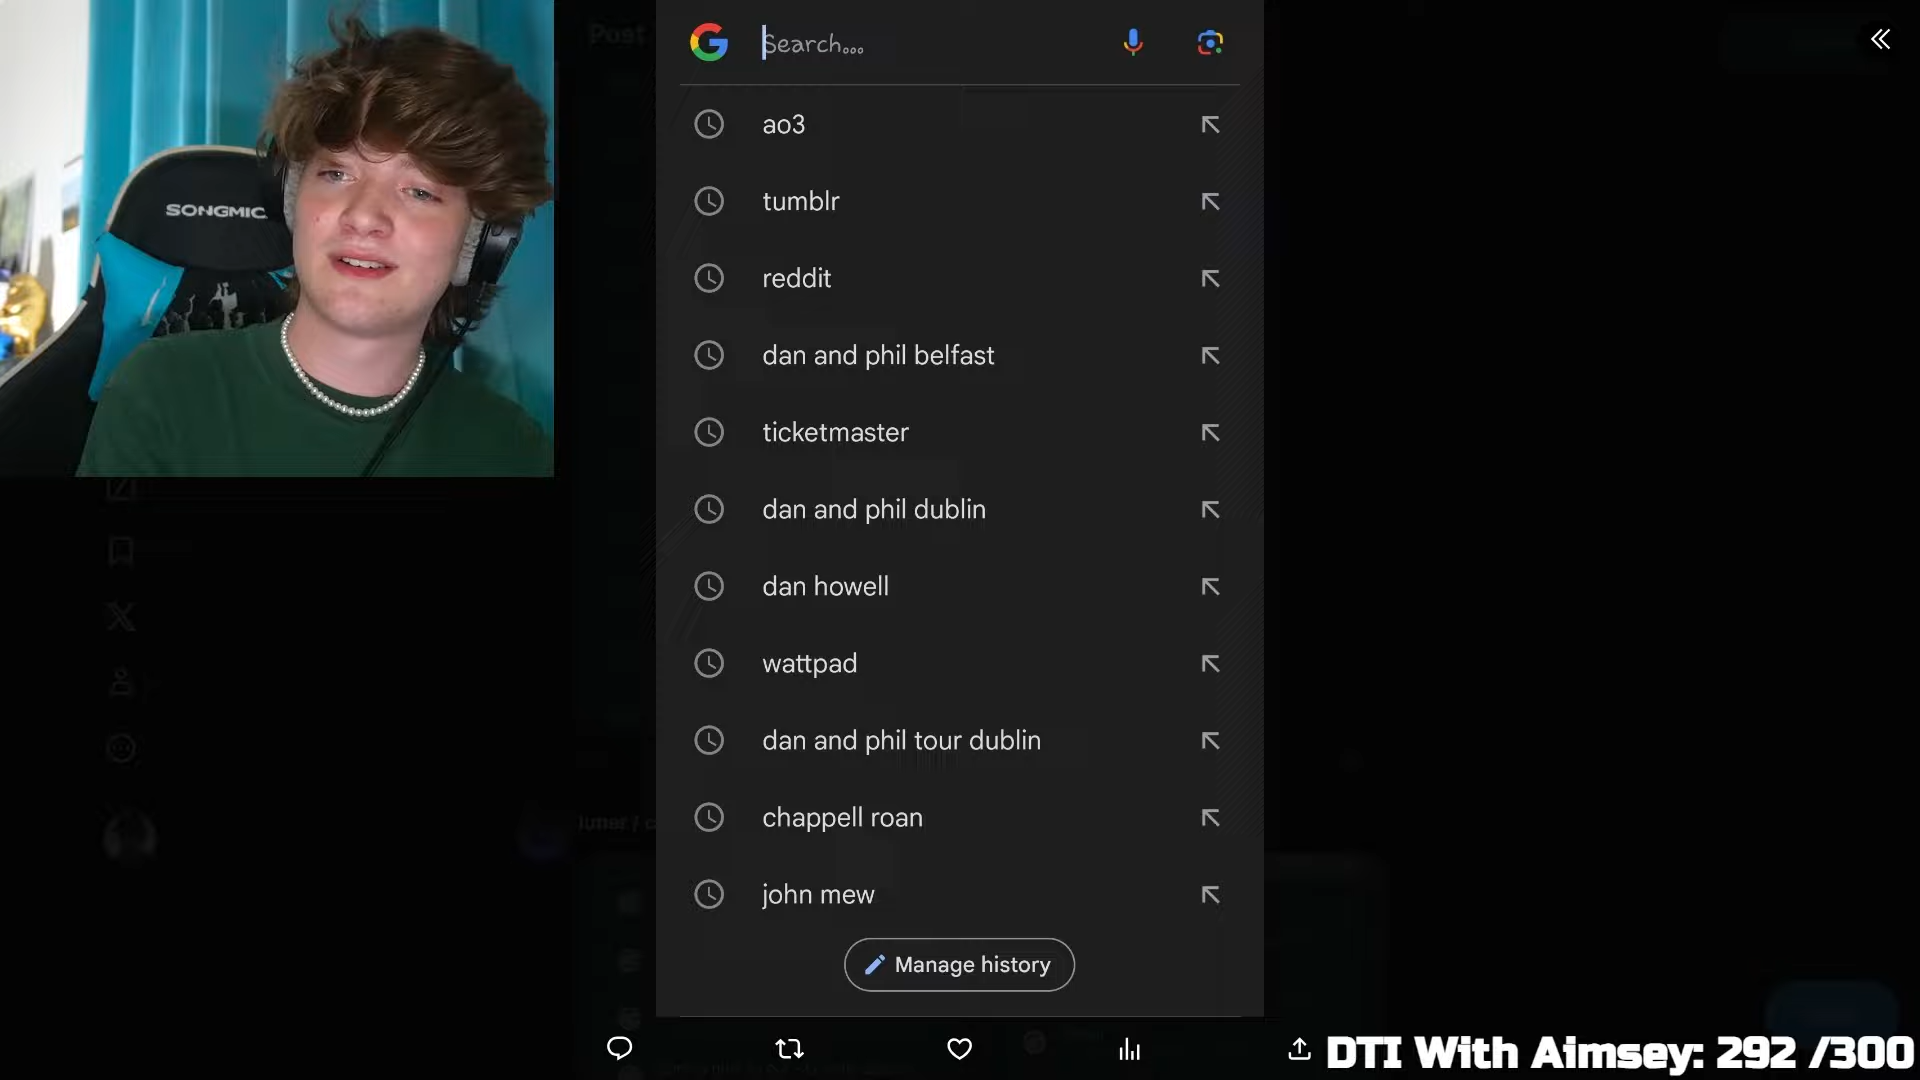 Post
SONGMIC
Search...
ao3
tumblr
reddit
dan and phil belfast
ticketmaster
dan and phil dublin
dan howell
wattpad
dan and phil tour dublin
chappell roan
john mew
Manage history
DTI With Aimsey: 292 /300